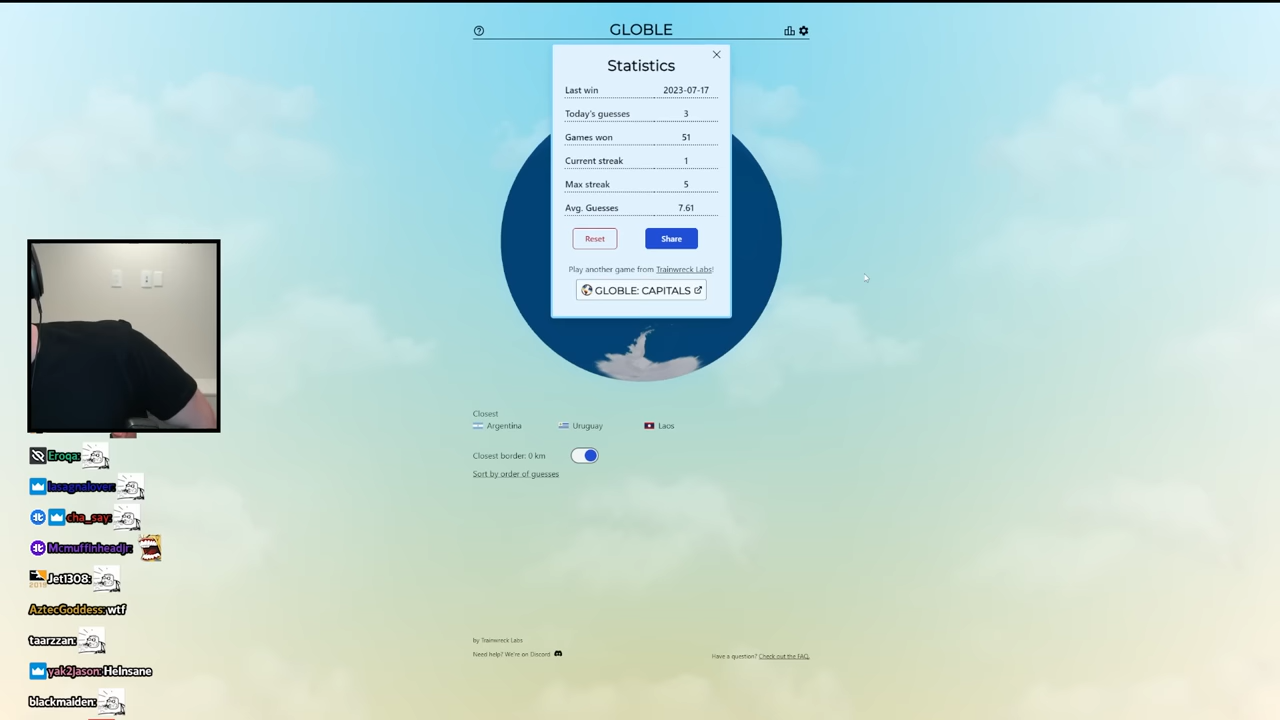 GLOBLE
Statistics
Last win 2023-07-17
Today's guesses 3
Games won 51
Current streak 1
Max streak 5
Avg. Guesses 7.61
Reset Share
Play another game from Trainwreck Labs!
GLOBLE: CAPITALS
Closest
Argentina Uruguay Laos
Closest border: 0 km
Sort by order of guesses
by Trainwreck Labs
Need help? We're on Discord
Have a question? Check out the FAQ.
Eroqa:
lasagnalover:
cha_say:
Mcmuffinheadjr:
Jet1308:
AztecGoddess: wtf
taarzzan:
yak2jason: HeInsane
blackmaiden: